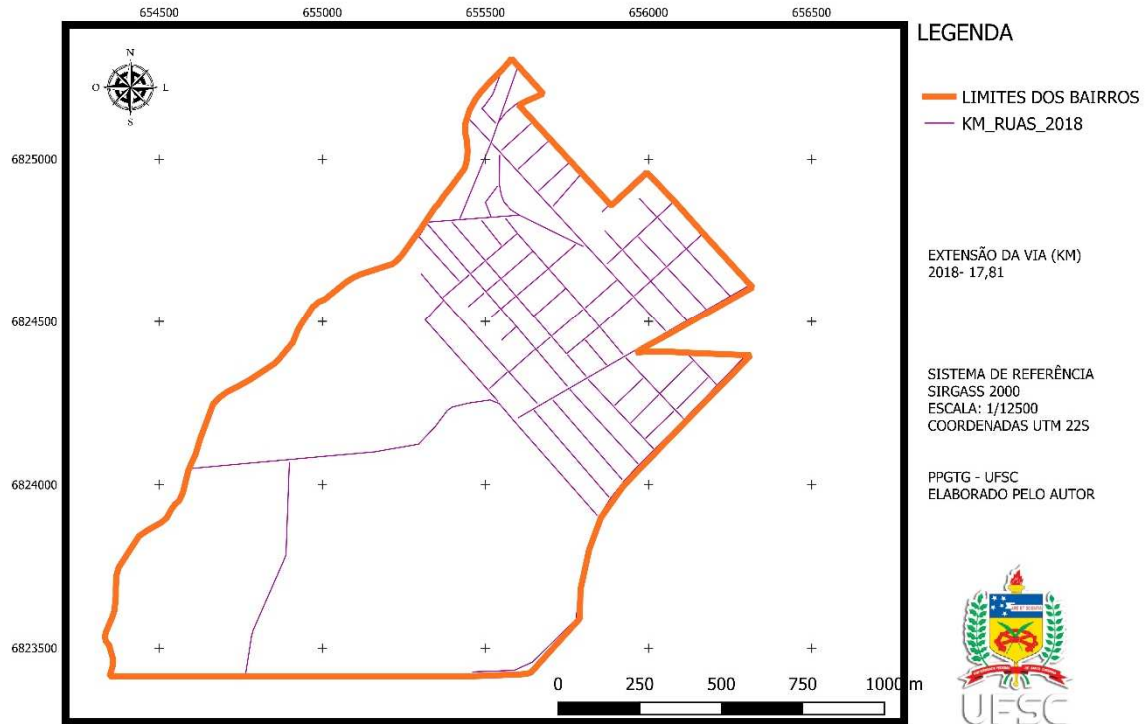 654500 655000 655500 656000 656500
LEGENDA
N
O L
S
LIMITES DOS BAIRROS
KM_RUAS_2018
6825000
EXTENSÃO DA VIA (KM)
2018- 17,81
6824500
SISTEMA DE REFERÊNCIA
SIRGASS 2000
ESCALA: 1/12500
COORDENADAS UTM 22S
6824000
PPGTG - UFSC
ELABORADO PELO AUTOR
6823500
0 250 500 750 1000 m
UFSC